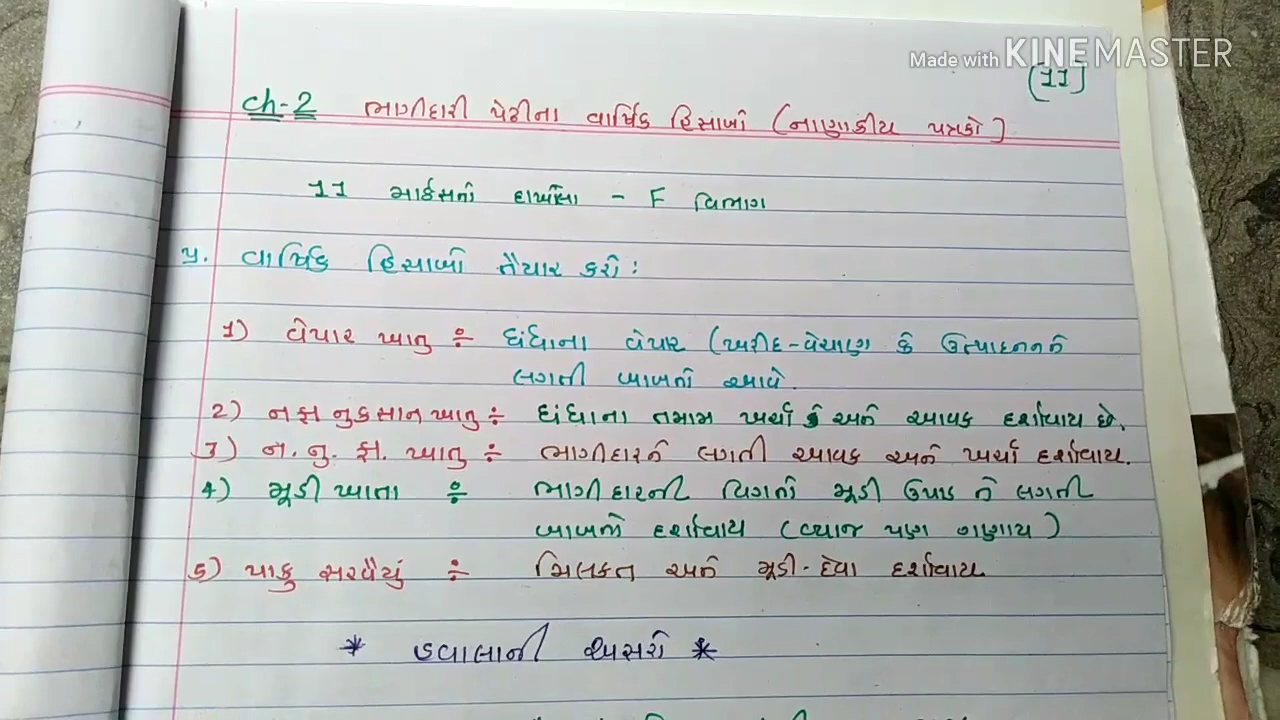 Made with KINEMASTER
(11)
Ch-2 ભાગીદારી પેઢીના વાર્ષિક હિસાબો (નાણાકીય પત્રકો)
11 માર્કસનો દાખલો - F વિભાગ
પ્ર. વાર્ષિક હિસાબો તૈયાર કરો :
1) વેપાર ખાતુ ÷ ધંધાના વેપાર (ખરીદ-વેચાણ કે ઉત્પાદનને
લગતી બાબતો આવે.
2) નફા નુકસાન ખાતુ ÷ ધંધાના તમામ ખર્ચા અને આવક દર્શાવાય છે.
3) ન. નુ. ફા. ખાતુ ÷ ભાગીદારને લગતી આવક અને ખર્ચા દર્શાવાય.
4) મૂડી ખાતા ÷ ભાગીદારની વિગતો મૂડી ઉપાડ ને લગતી
બાબતો દર્શાવાય (વ્યાજ પણ ગણાય)
5) પાકુ સરવૈયું ÷ મિલકત અને મૂડી-દેવા દર્શાવાય
* હવાલાની અસરો *